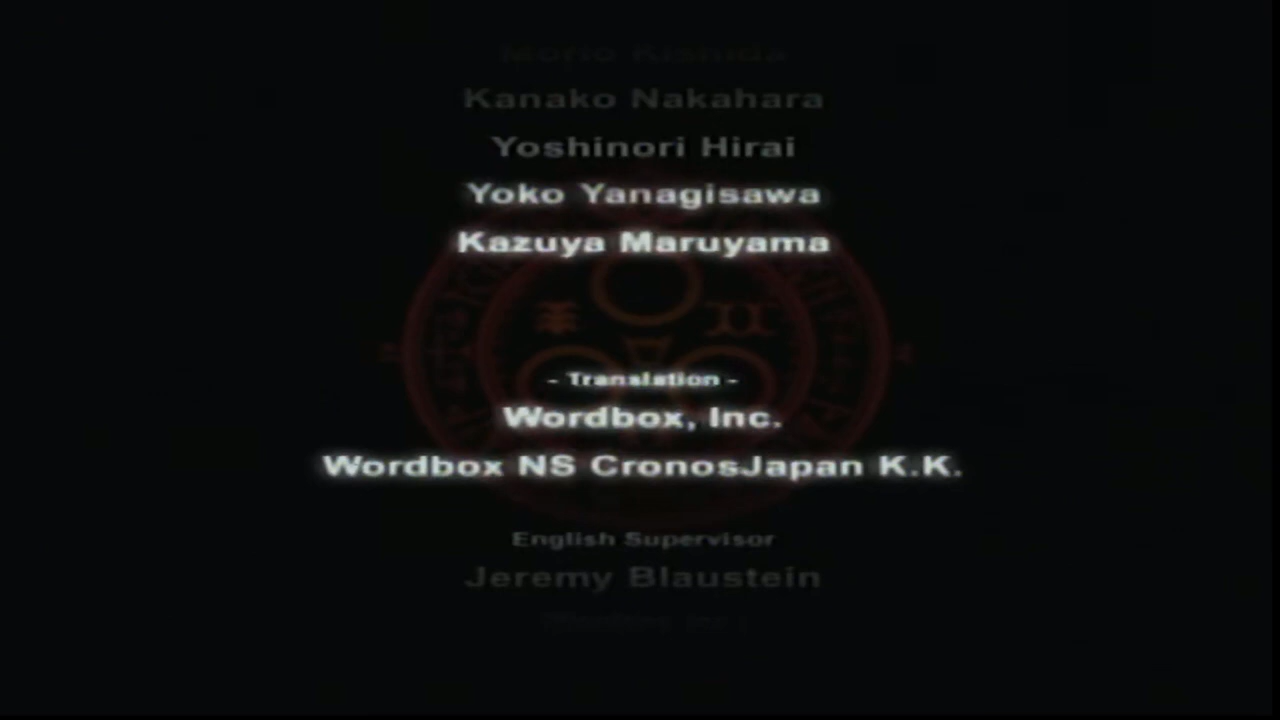 Kanako Nakahara
Yoshinori Hirai
Yoko Yanagisawa
Kazuya Maruyama
- Translation -
Wordbox, Inc.
Wordbox NS CronosJapan K.K.
English Supervisor
Jeremy Blaustein